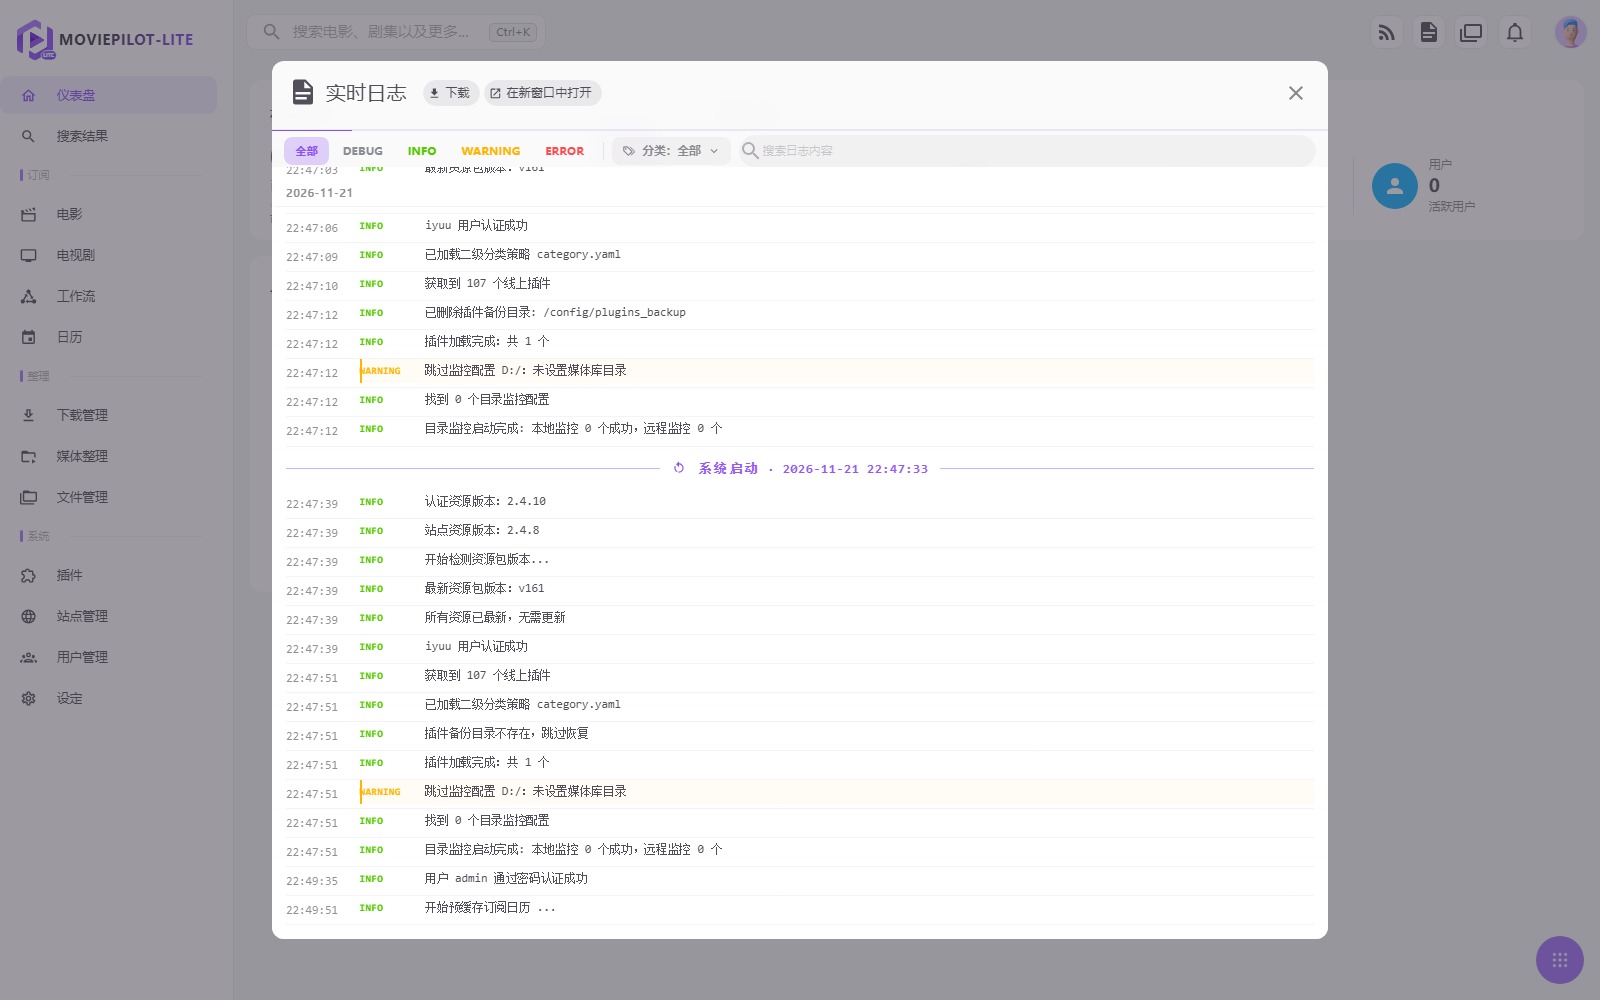 MOVIEPILOT-LITE
LITE
搜索电影、剧集以及更多...
Ctrl+K
仪表盘
搜索结果
订阅
电影
电视剧
工作流
日历
整理
下载管理
媒体整理
文件管理
系统
插件
站点管理
用户管理
设定
用户
0
活跃用户
实时日志
下载
在新窗口中打开
全部 DEBUG INFO WARNING ERROR 分类：全部 搜索日志内容
22:47:03 INFO 最新资源包版本：v161
2026-11-21
22:47:06 INFO iyuu 用户认证成功
22:47:09 INFO 已加载二级分类策略 category.yaml
22:47:10 INFO 获取到 107 个线上插件
22:47:12 INFO 已删除插件备份目录：/config/plugins_backup
22:47:12 INFO 插件加载完成：共 1 个
22:47:12 WARNING 跳过监控配置 D:/：未设置媒体库目录
22:47:12 INFO 找到 0 个目录监控配置
22:47:12 INFO 目录监控启动完成：本地监控 0 个成功，远程监控 0 个
系统启动 · 2026-11-21 22:47:33
22:47:39 INFO 认证资源版本：2.4.10
22:47:39 INFO 站点资源版本：2.4.8
22:47:39 INFO 开始检测资源包版本...
22:47:39 INFO 最新资源包版本：v161
22:47:39 INFO 所有资源已最新，无需更新
22:47:39 INFO iyuu 用户认证成功
22:47:51 INFO 获取到 107 个线上插件
22:47:51 INFO 已加载二级分类策略 category.yaml
22:47:51 INFO 插件备份目录不存在，跳过恢复
22:47:51 INFO 插件加载完成：共 1 个
22:47:51 WARNING 跳过监控配置 D:/：未设置媒体库目录
22:47:51 INFO 找到 0 个目录监控配置
22:47:51 INFO 目录监控启动完成：本地监控 0 个成功，远程监控 0 个
22:49:35 INFO 用户 admin 通过密码认证成功
22:49:51 INFO 开始预缓存订阅日历 ...